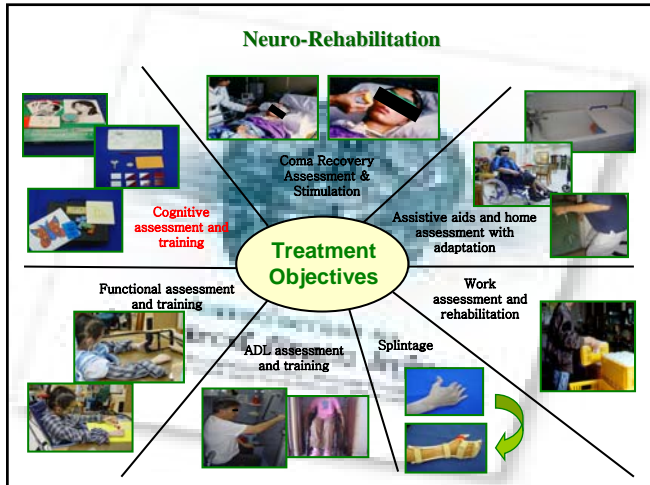 Neuro-Rehabilitation
Coma Recovery
Assessment &
Stimulation
Cognitive
assessment and
training
Assistive aids and home
assessment with
adaptation
Treatment
Objectives
Functional assessment
and training
Work
assessment and
rehabilitation
ADL assessment
and training
Splintage